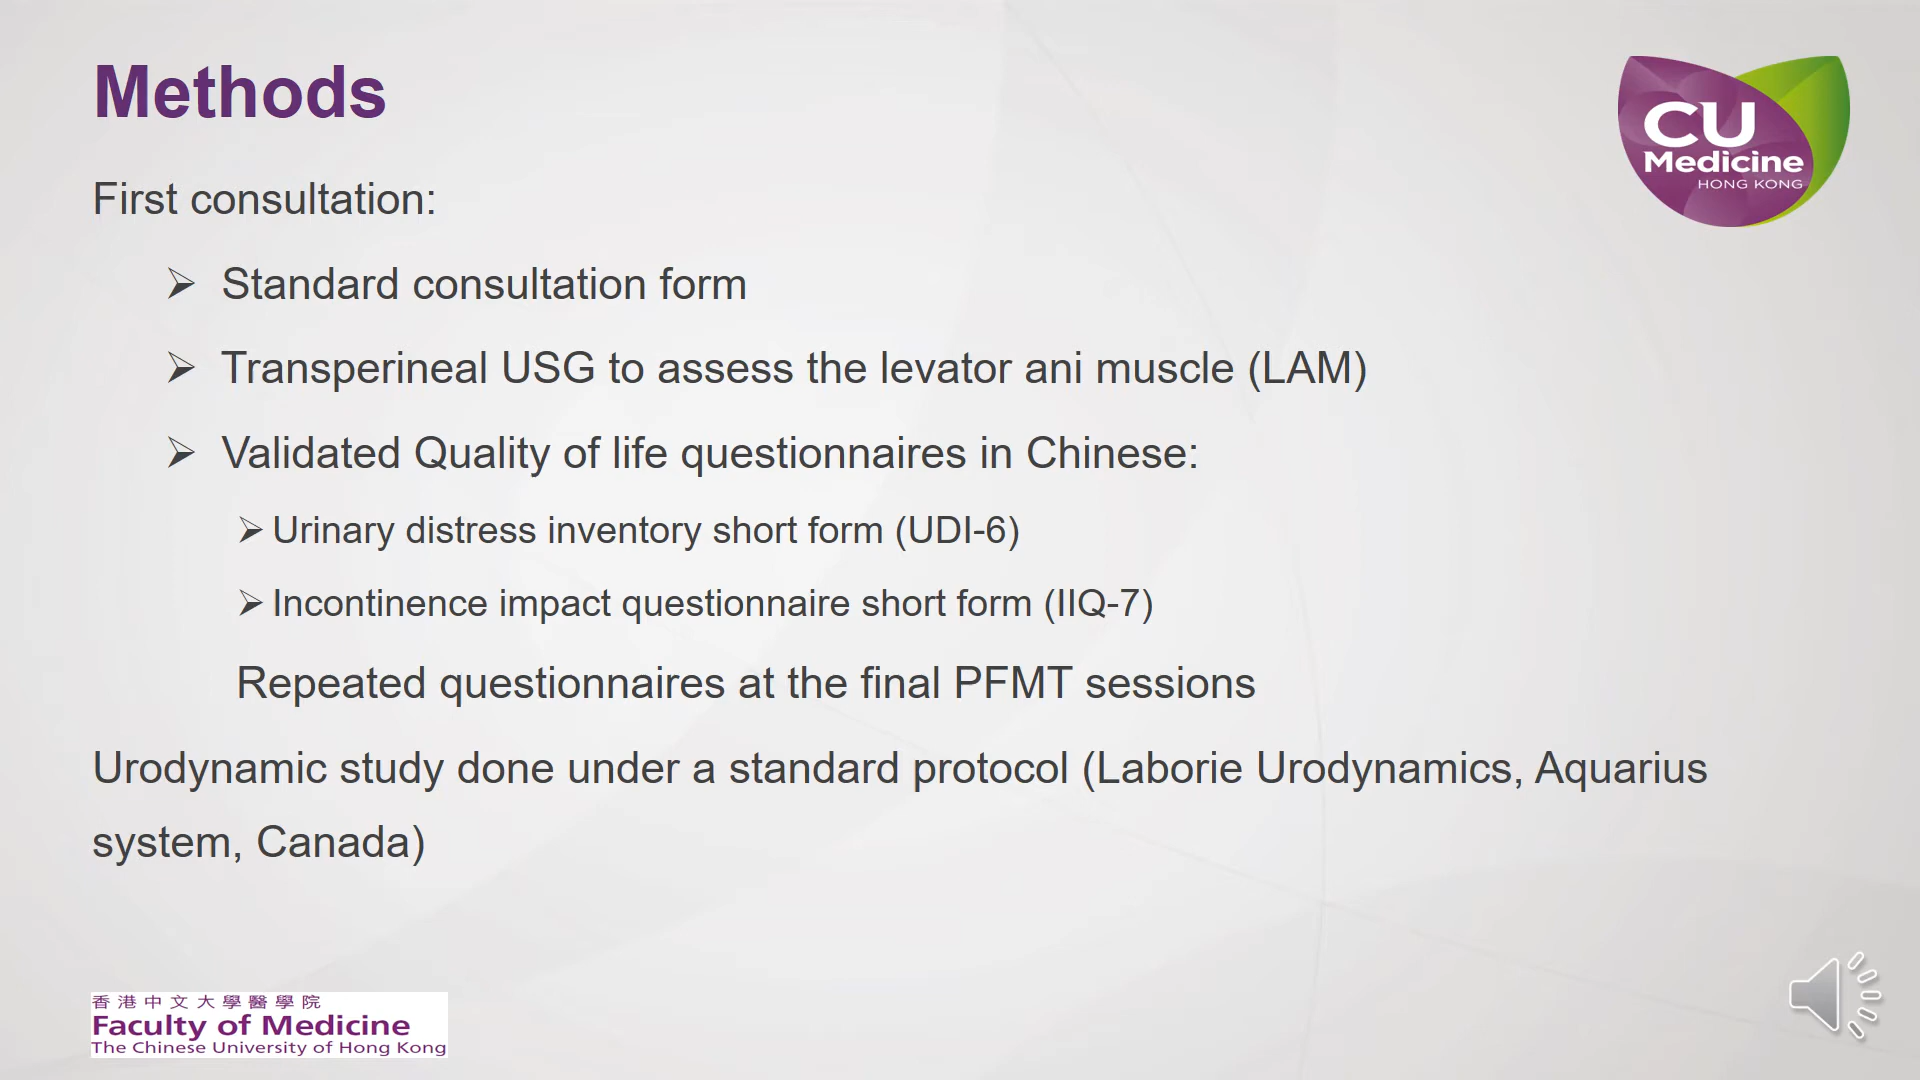 Methods
CU
Medicine
HONG KONG
First consultation:
Standard consultation form
Transperineal USG to assess the levator ani muscle (LAM)
Validated Quality of life questionnaires in Chinese:
Urinary distress inventory short form (UDI-6)
Incontinence impact questionnaire short form (IIQ-7)
Repeated questionnaires at the final PFMT sessions
Urodynamic study done under a standard protocol (Laborie Urodynamics, Aquarius
system, Canada)
香港中文大學醫學院
Faculty of Medicine
The Chinese University of Hong Kong